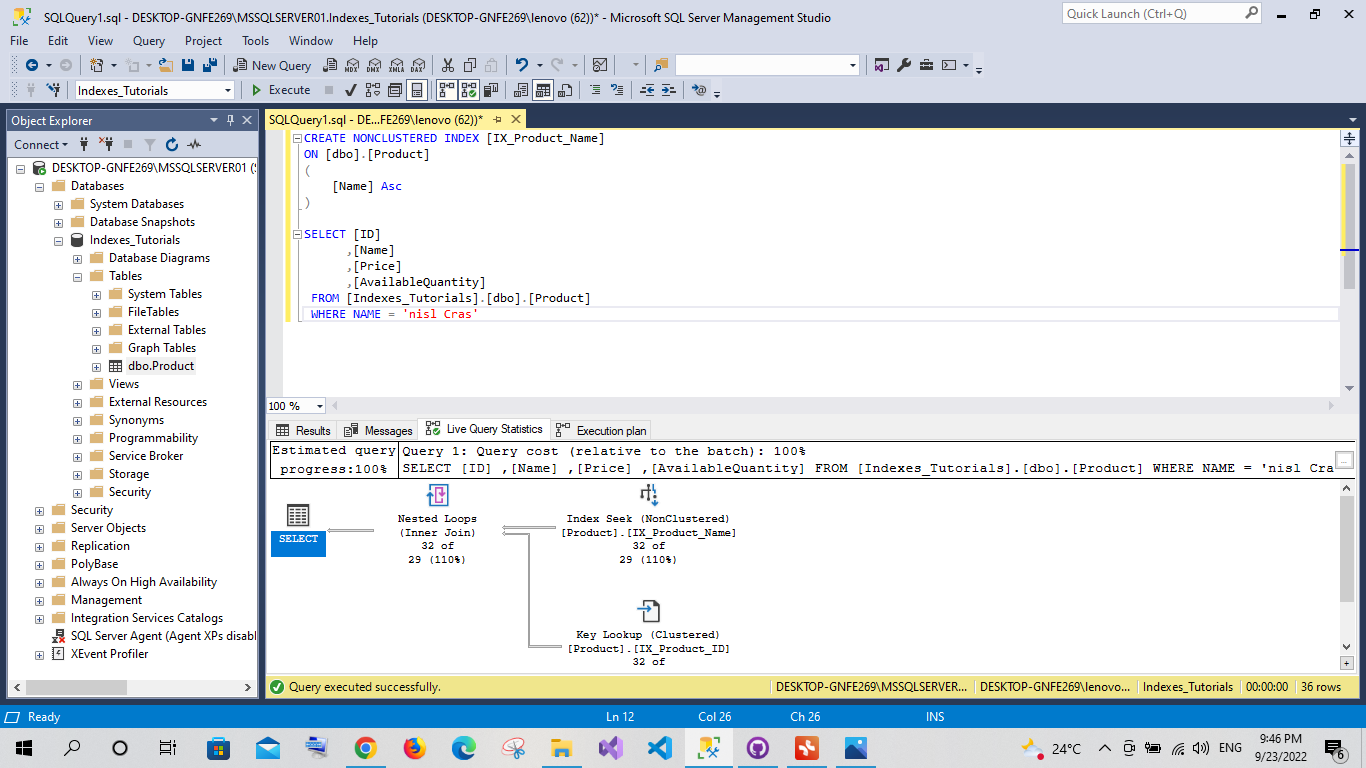 SQLQuery1.sql - DESKTOP-GNFE269\MSSQLSERVER01.Indexes_Tutorials (DESKTOP-GNFE269\lenovo (62))* - Microsoft SQL Server Management Studio
Quick Launch (Ctrl+Q)
File Edit View Query Project Tools Window Help
New Query MDX DMX XMLA DAX
Indexes_Tutorials Execute
Object Explorer
Connect
DESKTOP-GNFE269\MSSQLSERVER01 (S
Databases
System Databases
Database Snapshots
Indexes_Tutorials
Database Diagrams
Tables
System Tables
FileTables
External Tables
Graph Tables
dbo.Product
Views
External Resources
Synonyms
Programmability
Service Broker
Storage
Security
Security
Server Objects
Replication
PolyBase
Always On High Availability
Management
Integration Services Catalogs
SQL Server Agent (Agent XPs disabl
XEvent Profiler
SQLQuery1.sql - DE...FE269\lenovo (62))*
CREATE NONCLUSTERED INDEX [IX_Product_Name]
ON [dbo].[Product]
(
[Name] Asc
)
SELECT [ID]
,[Name]
,[Price]
,[AvailableQuantity]
FROM [Indexes_Tutorials].[dbo].[Product]
WHERE NAME = 'nisl Cras'
100 %
Results Messages Live Query Statistics Execution plan
Estimated query
progress:100%
Query 1: Query cost (relative to the batch): 100%
SELECT [ID] ,[Name] ,[Price] ,[AvailableQuantity] FROM [Indexes_Tutorials].[dbo].[Product] WHERE NAME = 'nisl Cra
...
SELECT
Nested Loops
(Inner Join)
32 of
29 (110%)
Index Seek (NonClustered)
[Product].[IX_Product_Name]
32 of
29 (110%)
Key Lookup (Clustered)
[Product].[IX_Product_ID]
32 of
Query executed successfully.
DESKTOP-GNFE269\MSSQLSERVER... DESKTOP-GNFE269\lenovo... Indexes_Tutorials 00:00:00 36 rows
Ready Ln 12 Col 26 Ch 26 INS
24°C ENG
9:46 PM
9/23/2022
6